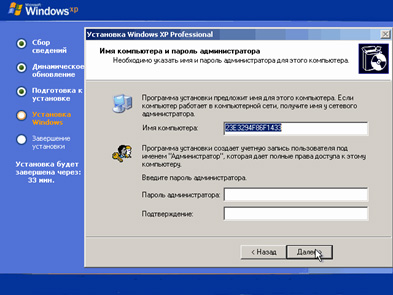 Microsoft
Windows xp
Сбор
сведений
Динамическое
обновление
Подготовка к
установке
Установка
Windows
Завершение
установки
Установка будет
завершена через:
33 мин.
Установка Windows XP Professional
Имя компьютера и пароль администратора
Необходимо указать имя и пароль администратора для этого компьютера.
Программа установки предложит имя для этого компьютера. Если
компьютер работает в компьютерной сети, получите имя у сетевого
администратора.
Имя компьютера:
23E3294F86F1433
Программа установки создает учетную запись пользователя под
именем "Администратор", которая дает полные права доступа к этому
компьютеру.
Введите пароль администратора.
Пароль администратора:
Подтверждение:
< Назад
Далее